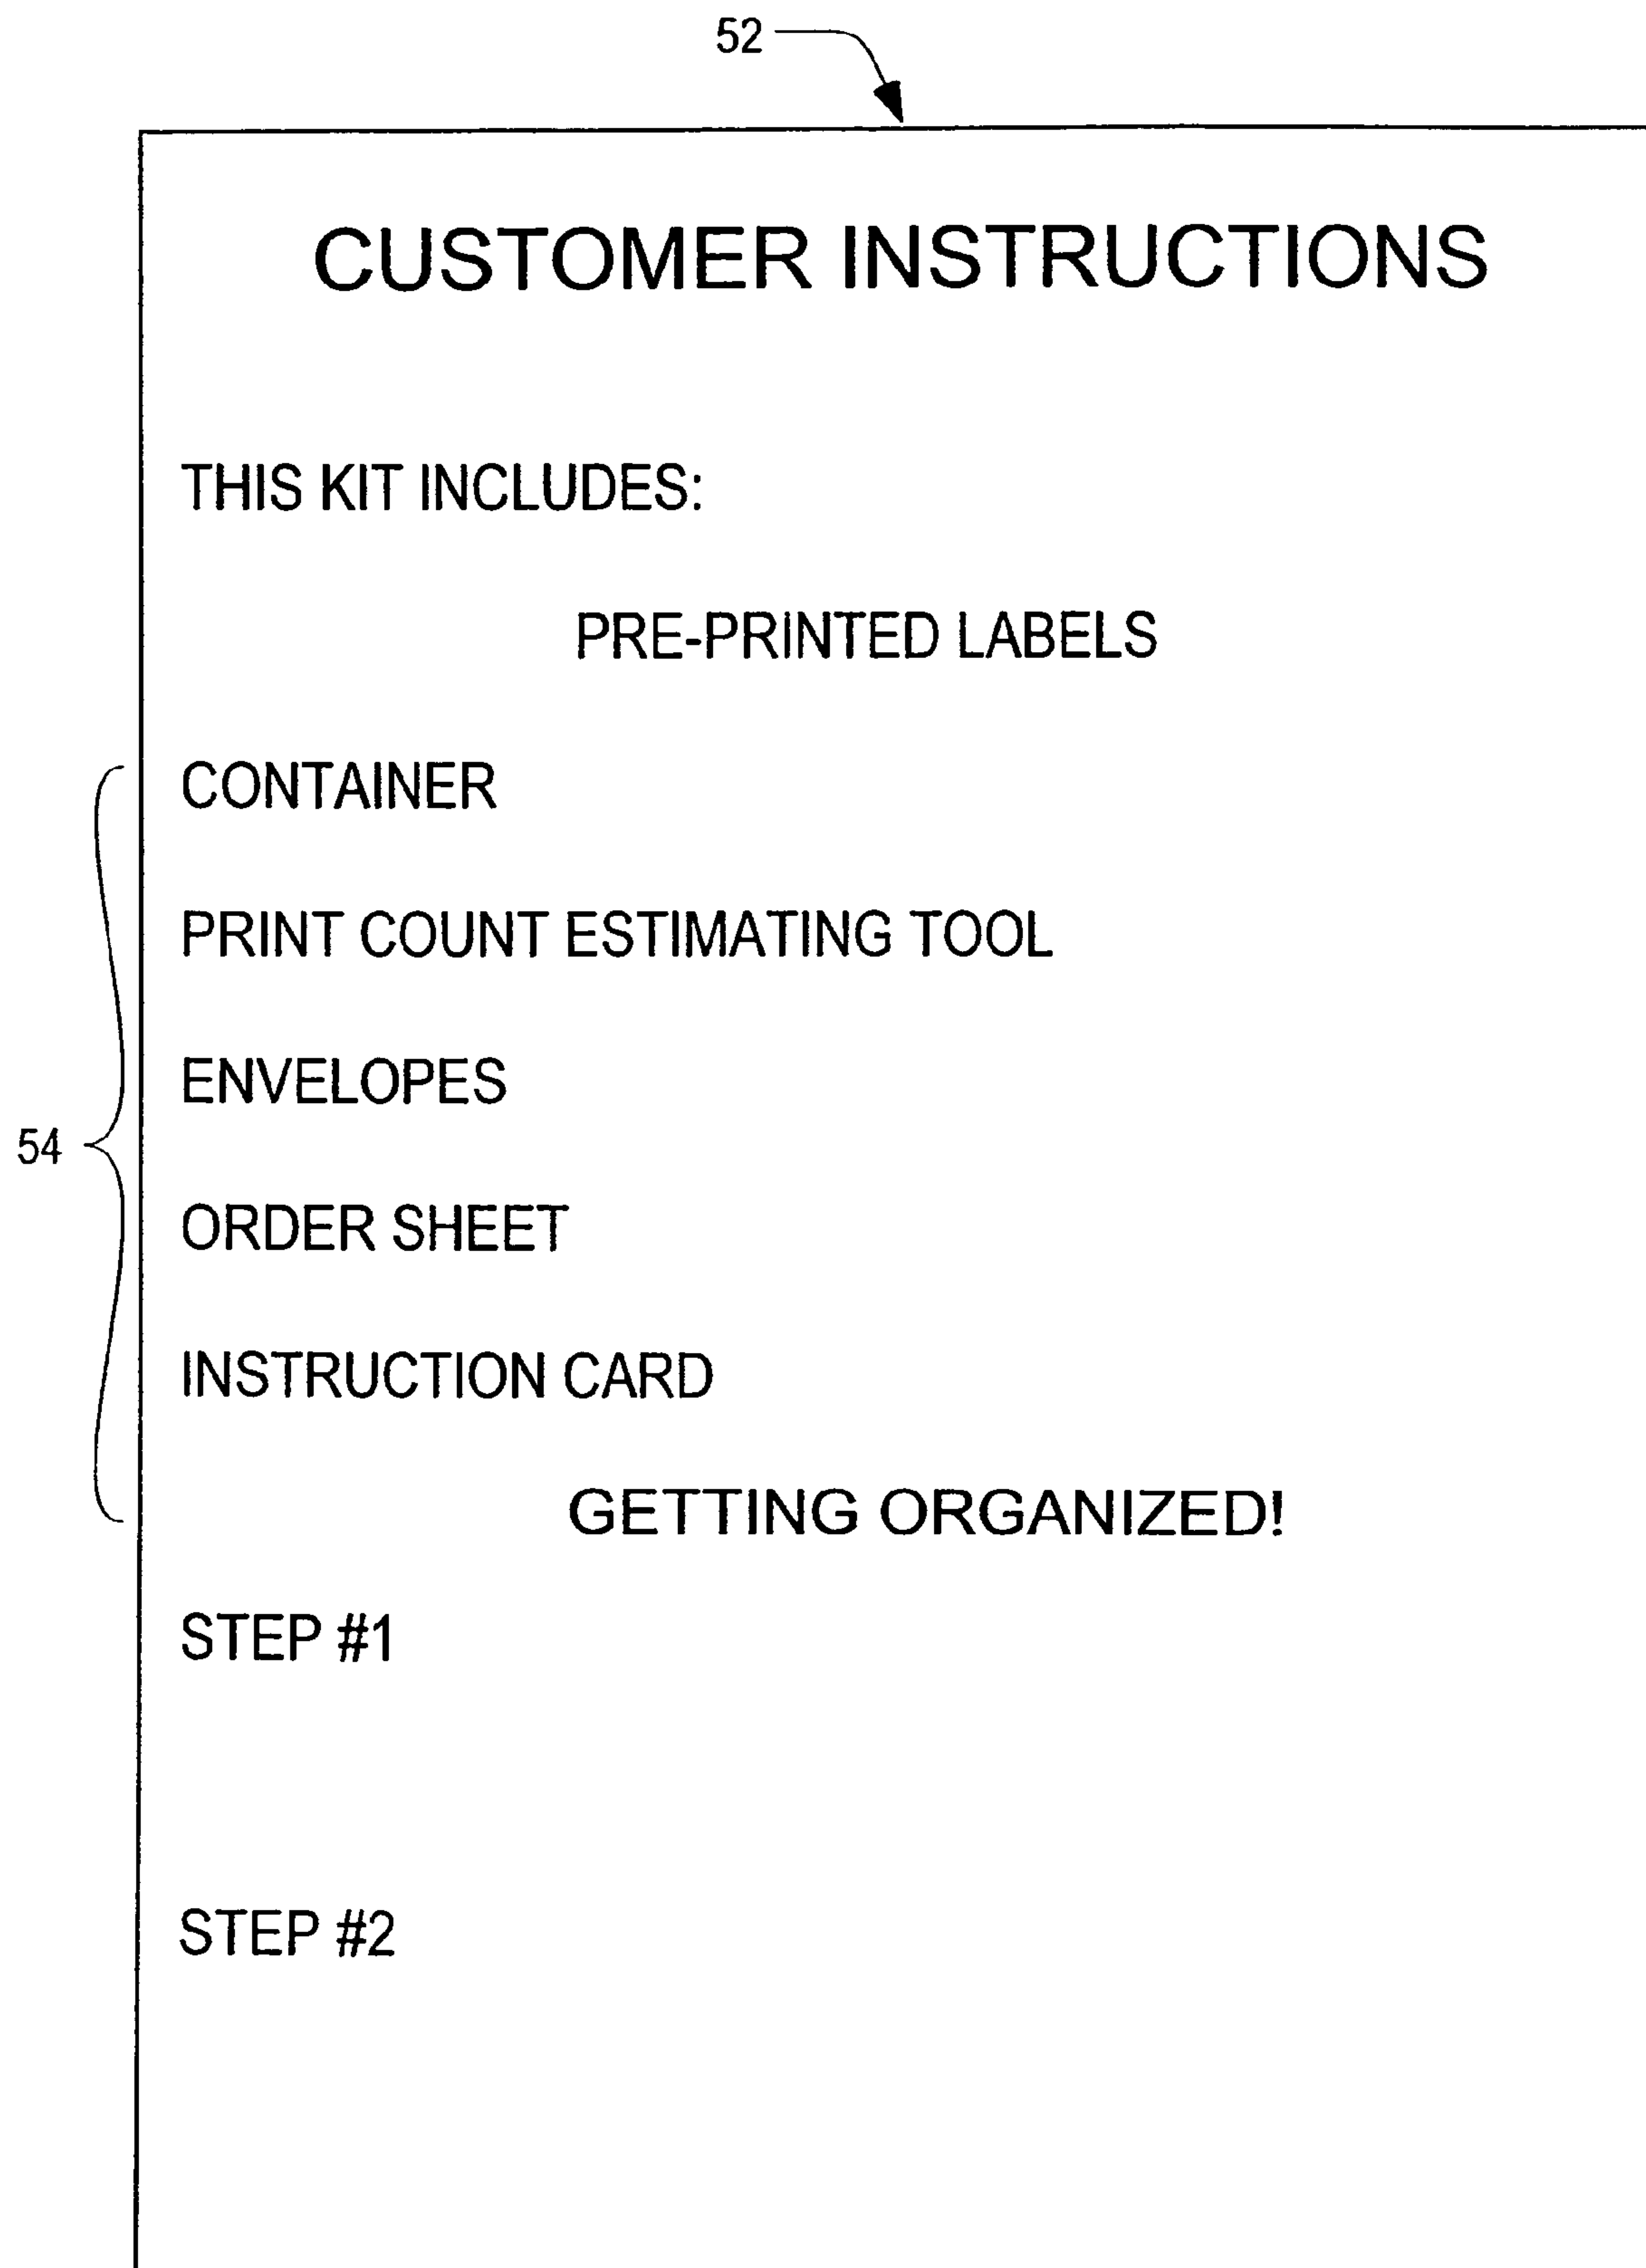 52
CUSTOMER INSTRUCTIONS
THIS KIT INCLUDES:
PRE-PRINTED LABELS
CONTAINER
PRINT COUNT ESTIMATING TOOL
ENVELOPES
54
ORDER SHEET
INSTRUCTION CARD
GETTING ORGANIZED!
STEP #1
STEP #2